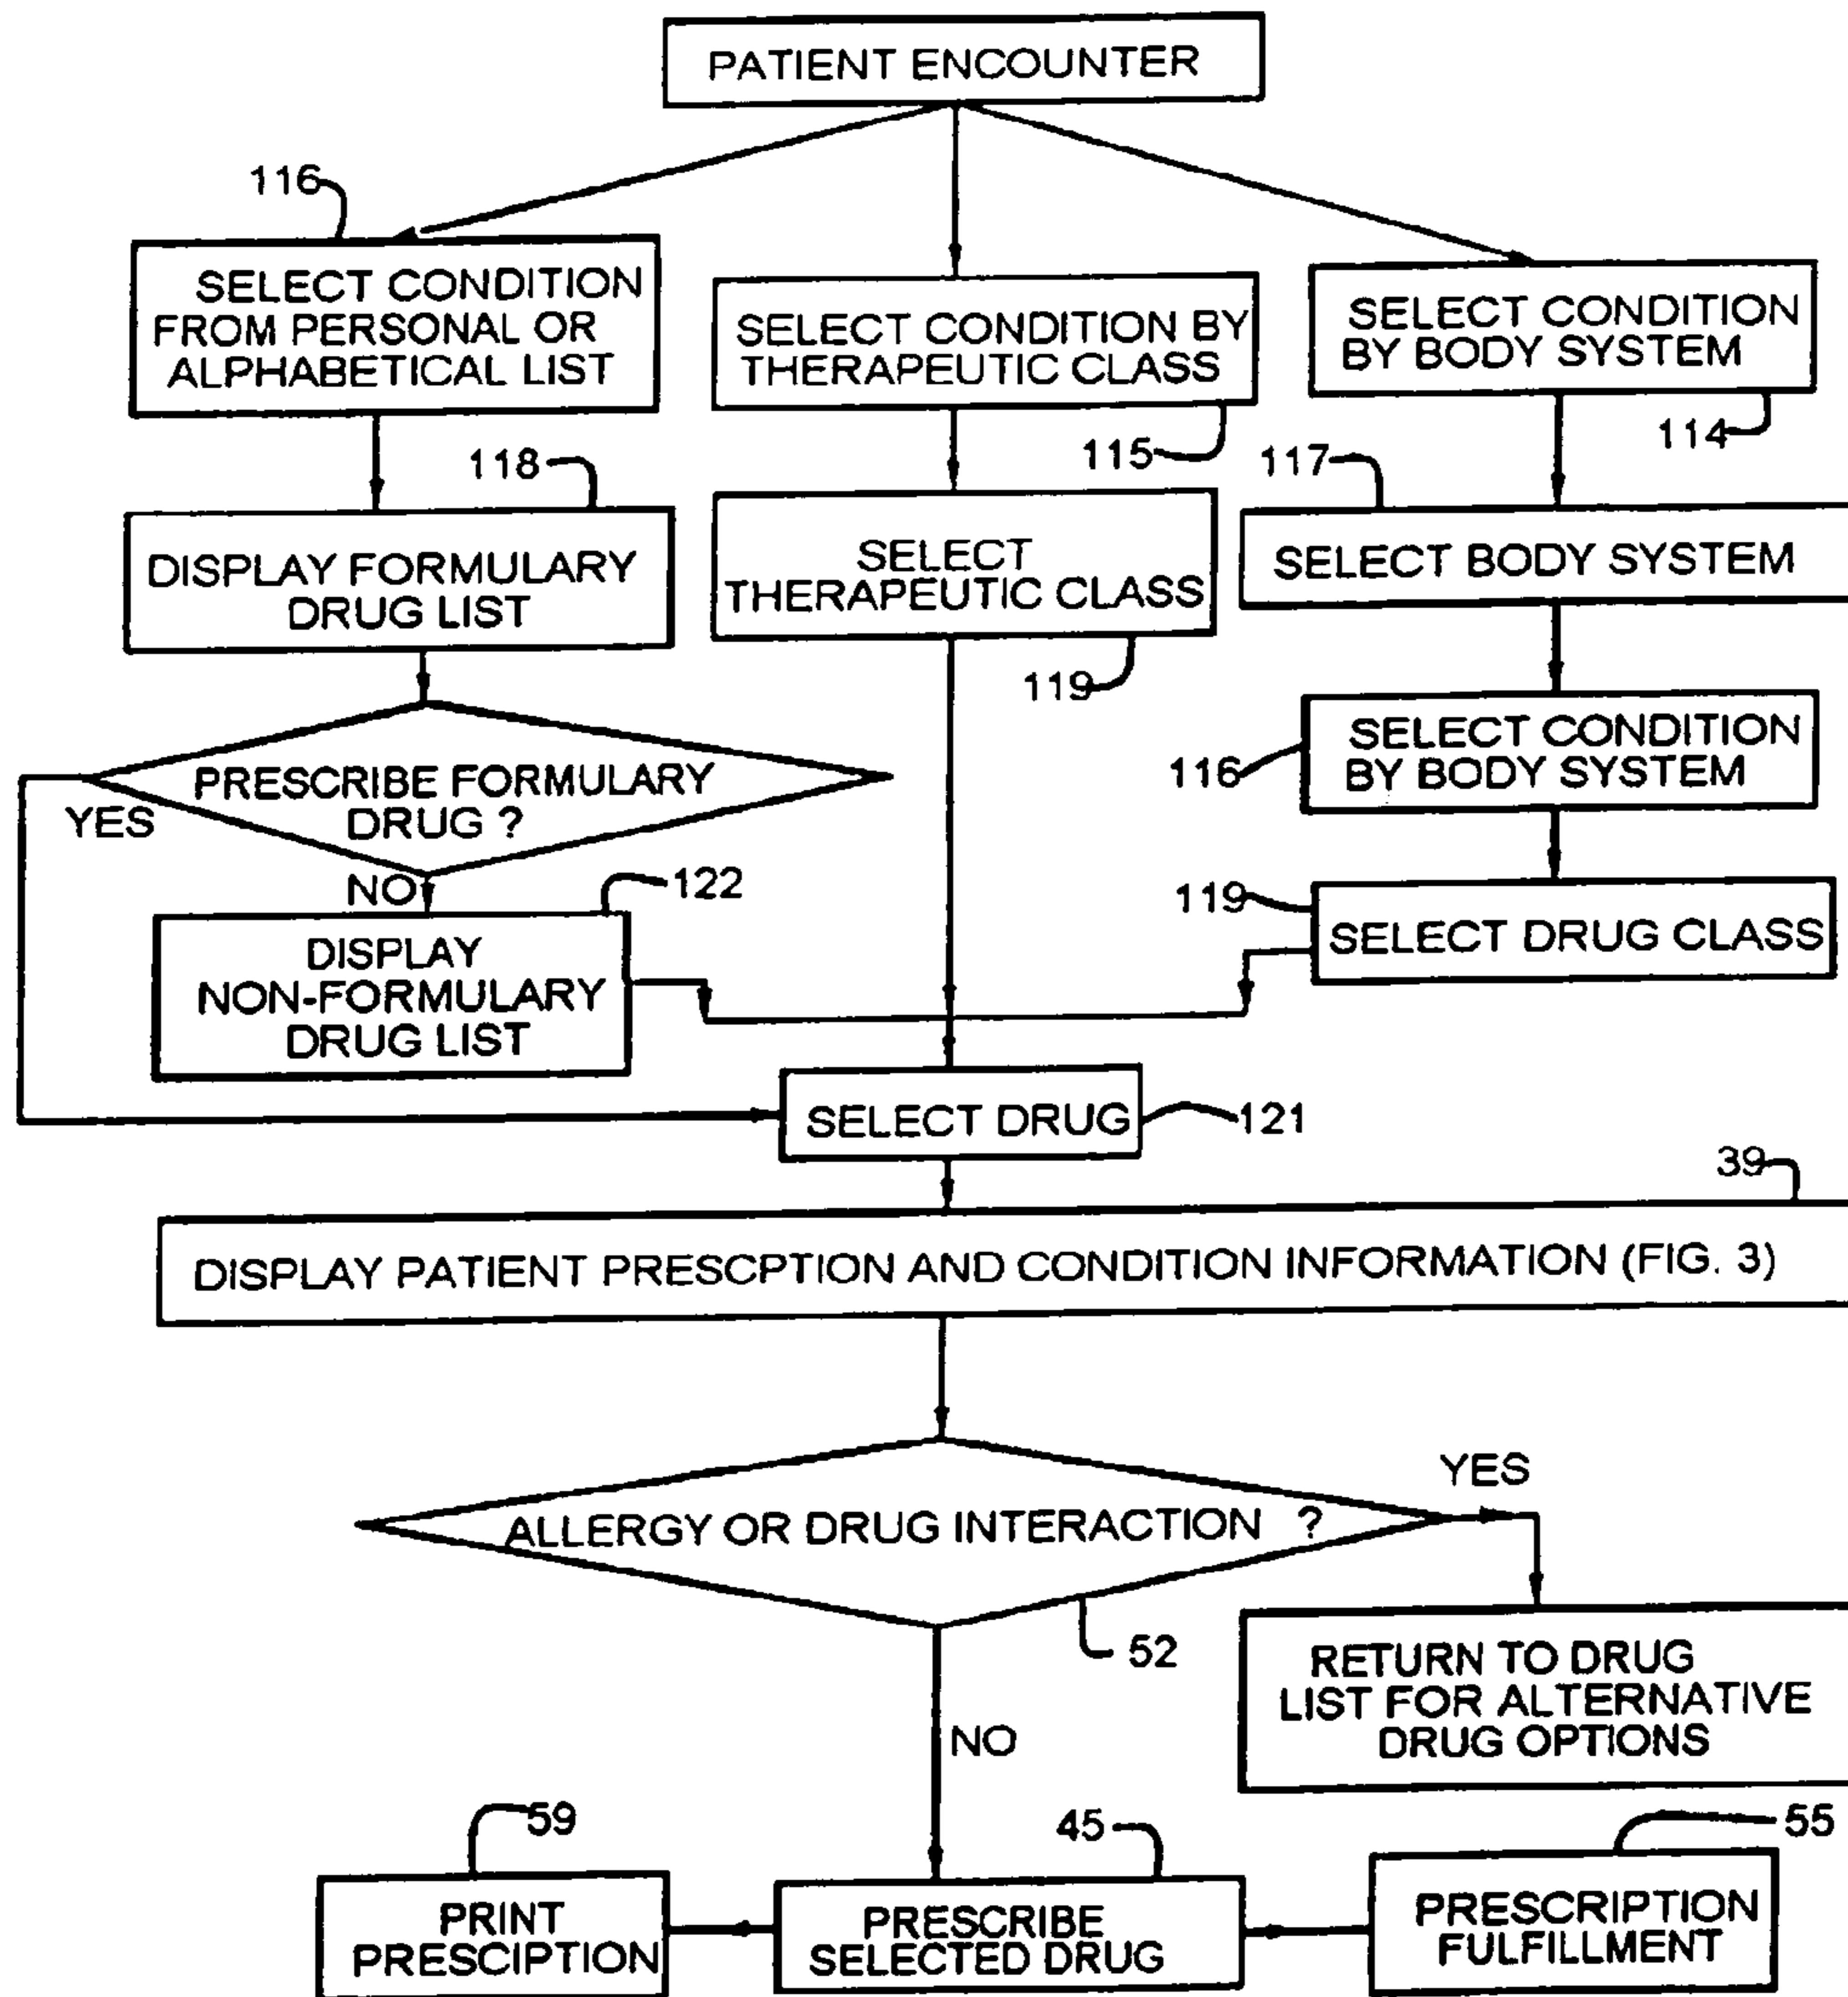 PATIENT ENCOUNTER
116
SELECT CONDITION
FROM PERSONAL OR
ALPHABETICAL LIST
SELECT CONDITION BY
THERAPEUTIC CLASS
115
SELECT CONDITION
BY BODY SYSTEM
114
118
DISPLAY FORMULARY
DRUG LIST
SELECT
THERAPEUTIC CLASS
119
117
SELECT BODY SYSTEM
116
SELECT CONDITION
BY BODY SYSTEM
PRESCRIBE FORMULARY
DRUG ?
YES
NO
122
DISPLAY
NON-FORMULARY
DRUG LIST
119
SELECT DRUG CLASS
SELECT DRUG
121
39
DISPLAY PATIENT PRESCPTION AND CONDITION INFORMATION (FIG. 3)
ALLERGY OR DRUG INTERACTION ?
YES
52
RETURN TO DRUG
LIST FOR ALTERNATIVE
DRUG OPTIONS
NO
59
PRINT
PRESCIPTION
45
PRESCRIBE
SELECTED DRUG
55
PRESCRIPTION
FULFILLMENT